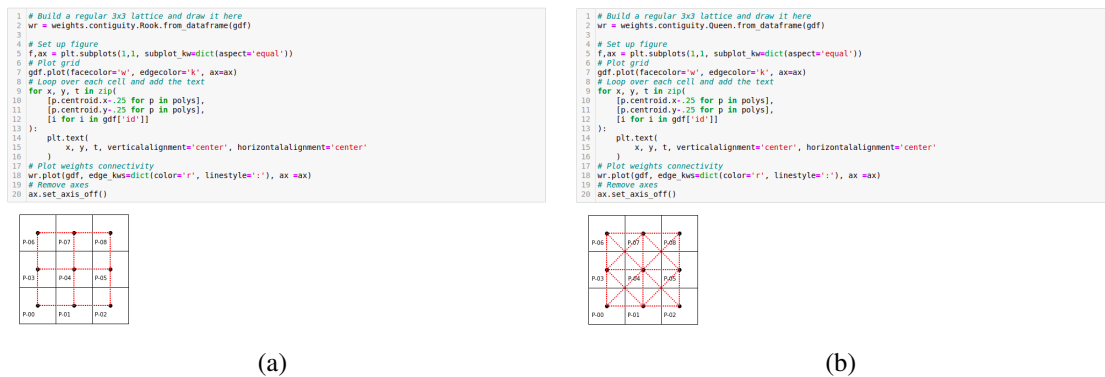 1 # Build a regular 3x3 lattice and draw it here
2 wr = weights.contiguity.Rook.from_dataframe(gdf)
3
4 # Set up figure
5 f,ax = plt.subplots(1,1, subplot_kw=dict(aspect='equal'))
6 # Plot grid
7 gdf.plot(facecolor='w', edgecolor='k', ax=ax)
8 # Loop over each cell and add the text
9 for x, y, t in zip(
10     [p.centroid.x-.25 for p in polys],
11     [p.centroid.y-.25 for p in polys],
12     [i for i in gdf['id']]
13 ):
14     plt.text(
15         x, y, t, verticalalignment='center', horizontalalignment='center'
16     )
17 # Plot weights connectivity
18 wr.plot(gdf, edge_kws=dict(color='r', linestyle=':'), ax =ax)
19 # Remove axes
20 ax.set_axis_off()
P-06 P-07 P-08
P-03 P-04 P-05
P-00 P-01 P-02
(a)
1 # Build a regular 3x3 lattice and draw it here
2 wr = weights.contiguity.Queen.from_dataframe(gdf)
3
4 # Set up figure
5 f,ax = plt.subplots(1,1, subplot_kw=dict(aspect='equal'))
6 # Plot grid
7 gdf.plot(facecolor='w', edgecolor='k', ax=ax)
8 # Loop over each cell and add the text
9 for x, y, t in zip(
10     [p.centroid.x-.25 for p in polys],
11     [p.centroid.y-.25 for p in polys],
12     [i for i in gdf['id']]
13 ):
14     plt.text(
15         x, y, t, verticalalignment='center', horizontalalignment='center'
16     )
17 # Plot weights connectivity
18 wr.plot(gdf, edge_kws=dict(color='r', linestyle=':'), ax =ax)
19 # Remove axes
20 ax.set_axis_off()
P-06 P-07 P-08
P-03 P-04 P-05
P-00 P-01 P-02
(b)